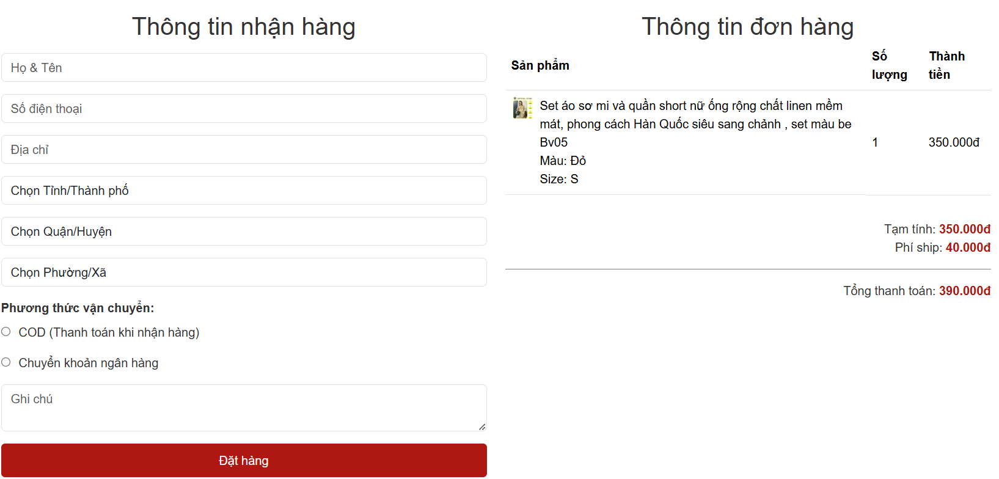 Thông tin nhận hàng
Họ & Tên
Số điện thoại
Địa chỉ
Chọn Tỉnh/Thành phố
Chọn Quận/Huyện
Chọn Phường/Xã
Phương thức vận chuyển:
COD (Thanh toán khi nhận hàng)
Chuyển khoản ngân hàng
Ghi chú
Đặt hàng
Thông tin đơn hàng
Sản phẩm
Số
lượng
Thành
tiền
Set áo sơ mi và quần short nữ ống rộng chất linen mềm
mát, phong cách Hàn Quốc siêu sang chảnh , set màu be
Bv05
Màu: Đỏ
Size: S
1
350.000đ
Tạm tính: 350.000đ
Phí ship: 40.000đ
Tổng thanh toán: 390.000đ